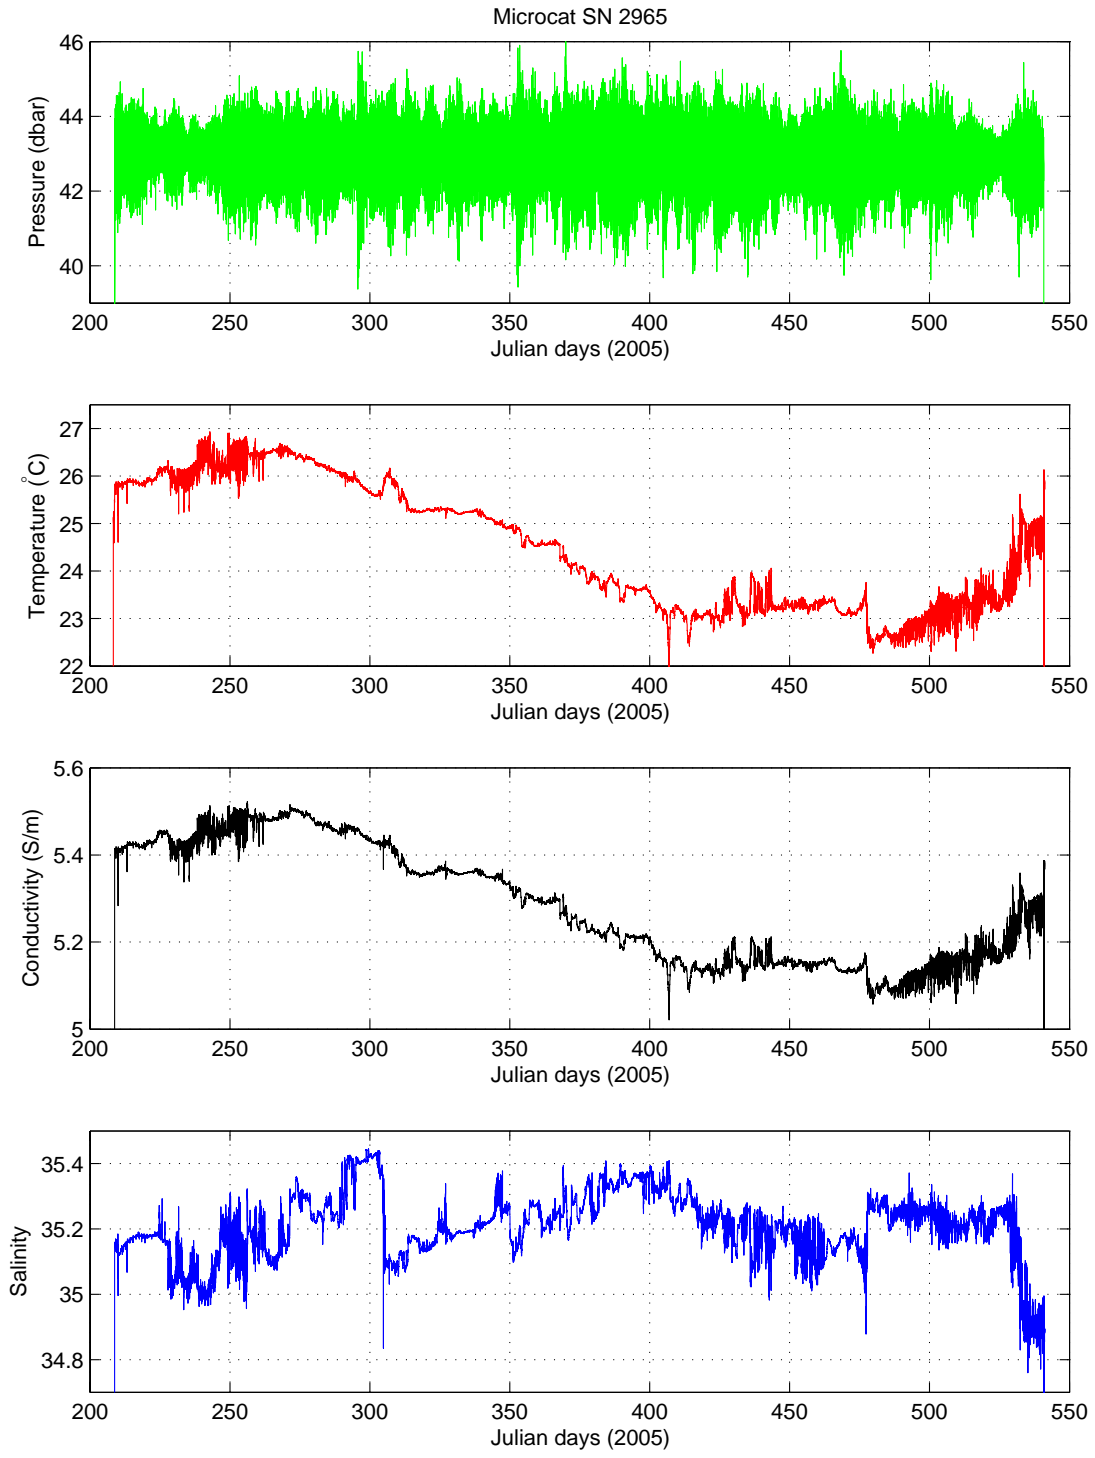 Microcat SN 2965
46
44
42
40
Pressure (dbar)
200 250 300 350 400 450 500 550
Julian days (2005)
27
26
25
24
23
22
Temperature (°C)
200 250 300 350 400 450 500 550
Julian days (2005)
5.6
5.4
5.2
5
Conductivity (S/m)
200 250 300 350 400 450 500 550
Julian days (2005)
35.4
35.2
35
34.8
Salinity
200 250 300 350 400 450 500 550
Julian days (2005)